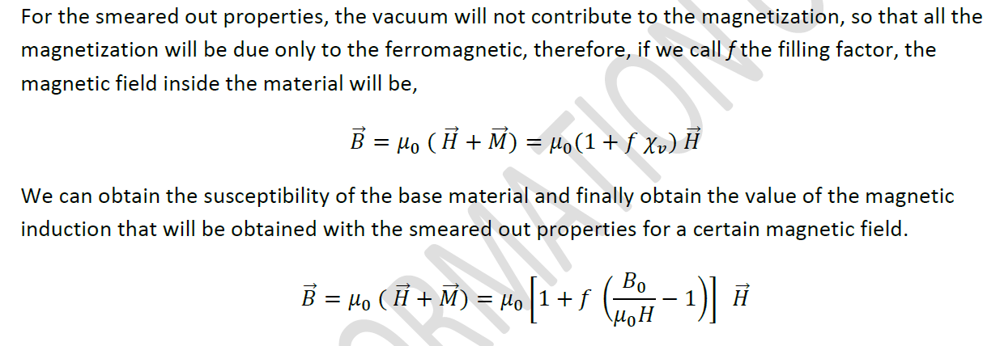 For the smeared out properties, the vacuum will not contribute to the magnetization, so that all the
magnetization will be due only to the ferromagnetic, therefore, if we call f the filling factor, the
magnetic field inside the material will be,
$\vec{B} = \mu_0 \, (\vec{H} + \vec{M}) = \mu_0 (1 + f \, \chi_v) \, \vec{H}$
We can obtain the susceptibility of the base material and finally obtain the value of the magnetic
induction that will be obtained with the smeared out properties for a certain magnetic field.
$\vec{B} = \mu_0 \, (\vec{H} + \vec{M}) = \mu_0 \left[ 1 + f \left( \frac{B_0}{\mu_0 H} - 1 \right) \right] \vec{H}$